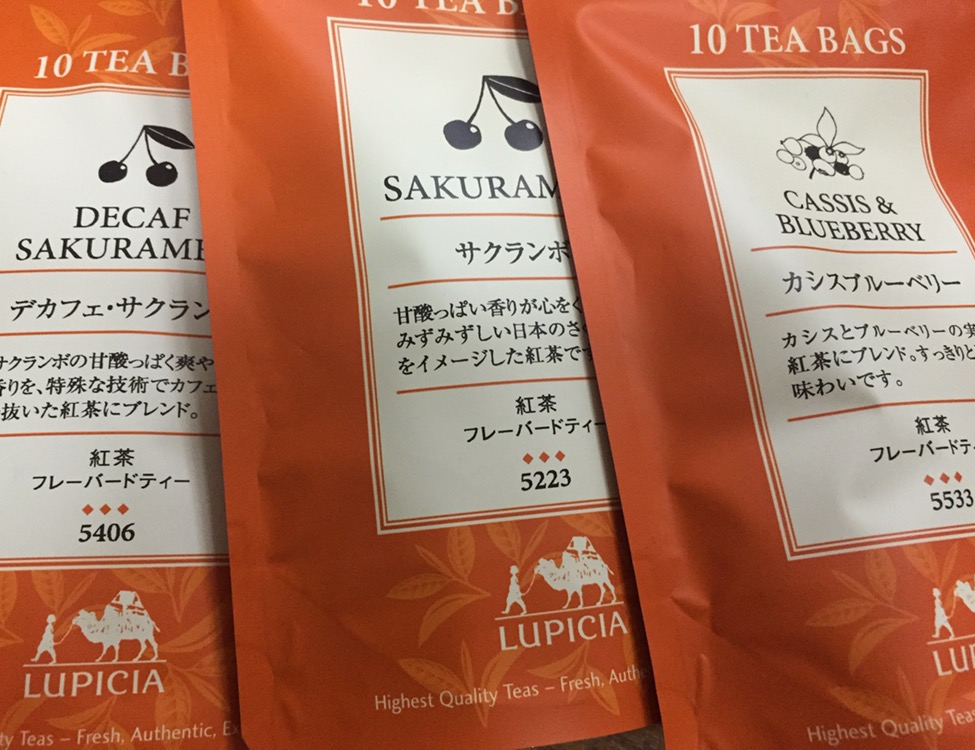 10 TEA B
DECAF
SAKURAMB
デカフェ・サクラン
サクランボの甘酸っぱく爽や
香りを、特殊な技術でカフェ
抜いた紅茶にブレンド。
紅茶
フレーバードティー
5406
LUPICIA
Teas – Fresh, Authentic, Ex
10 TEA B
SAKURAM
サクランボ
甘酸っぱい香りが心をく
みずみずしい日本のさ
をイメージした紅茶です
紅茶
フレーバードティー
5223
LUPICIA
Highest Quality Teas – Fresh, Authe
10 TEA BAGS
CASSIS &
BLUEBERRY
カシスブルーベリー
カシスとブルーベリーの実
紅茶にブレンド。すっきりと
味わいです。
紅茶
フレーバードティ
5533
LUP
Highest Quality Teas